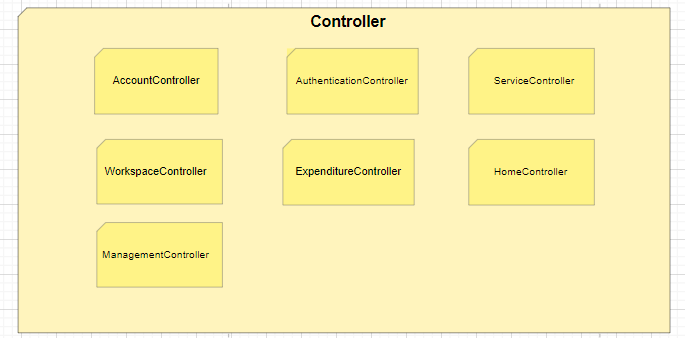 Controller
AccountController
AuthenticationController
ServiceController
WorkspaceController
ExpenditureController
HomeController
ManagementController